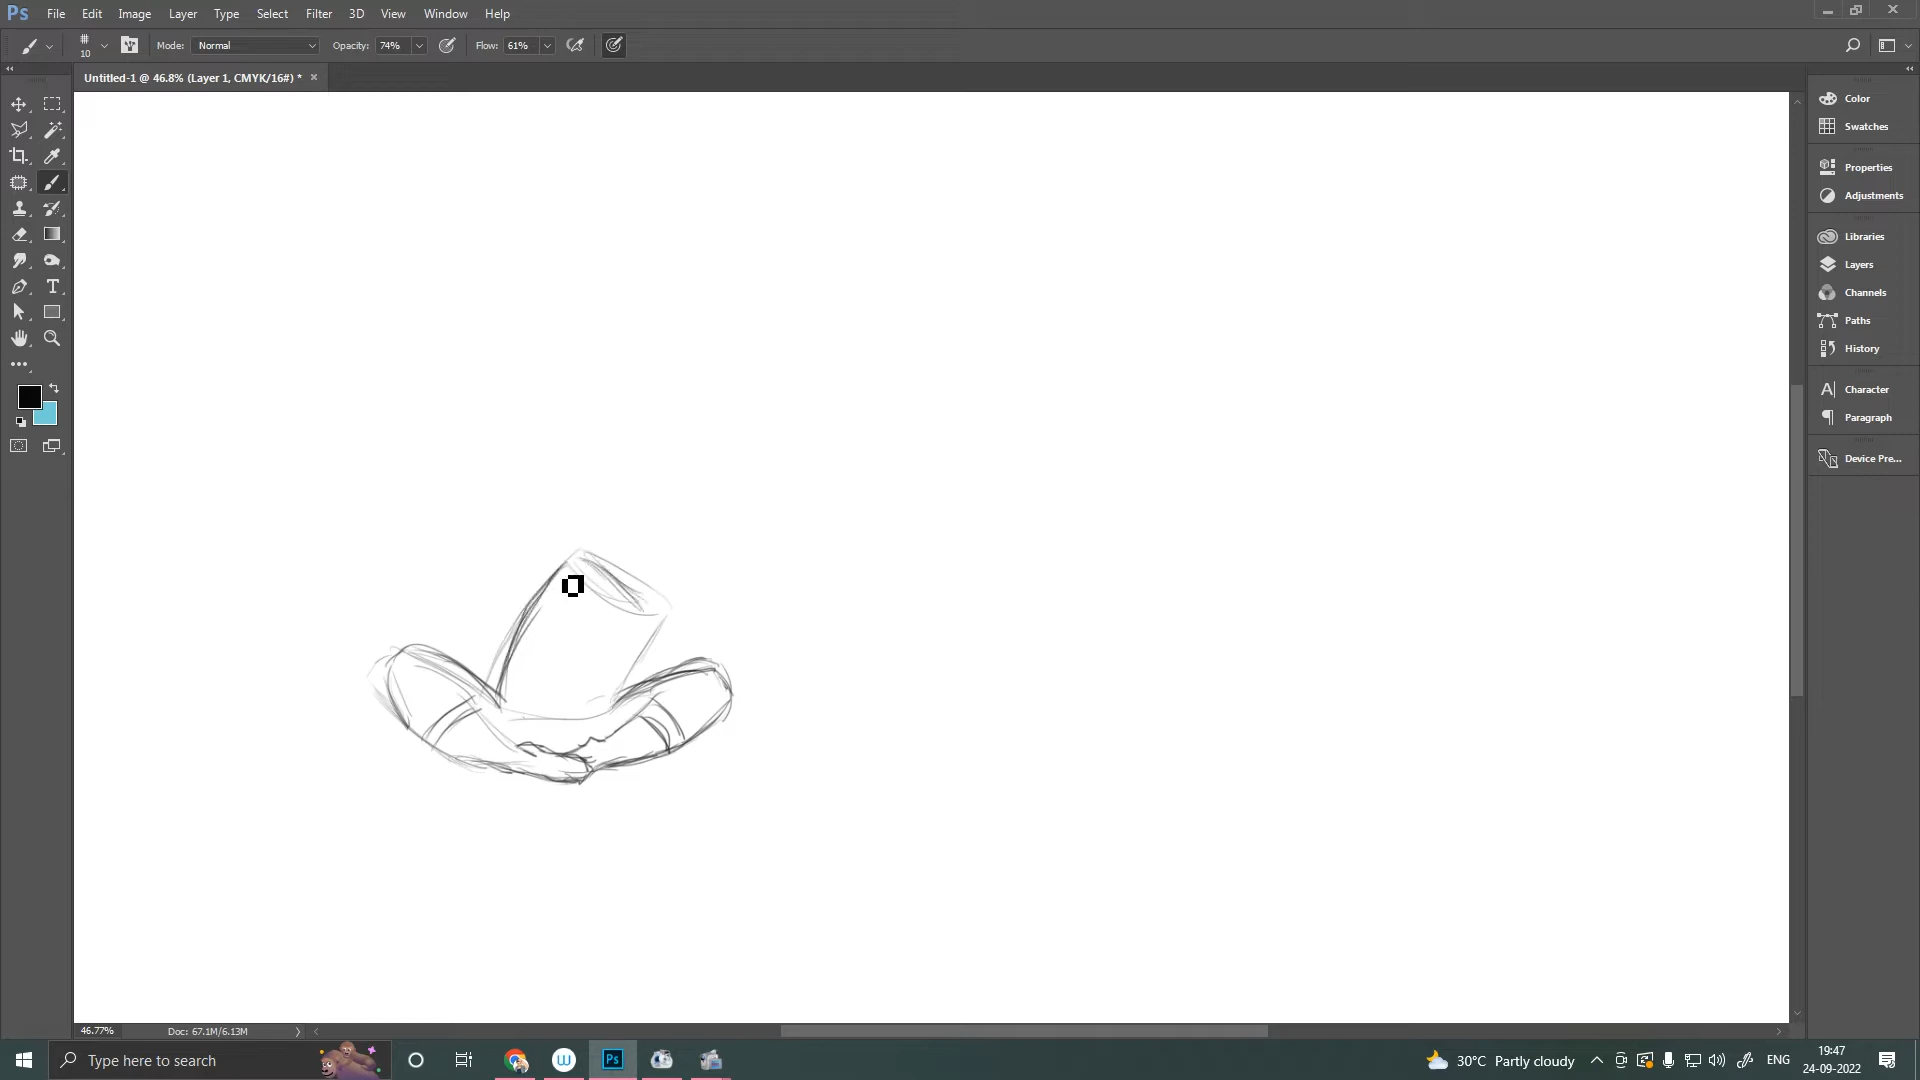 Ps File Edit Image Layer Type Select Filter 3D View Window Help
10 Mode: Normal Opacity: 74% Flow: 61%
Untitled-1 @ 46.8% (Layer 1, CMYK/16#) * ×
Color
Swatches
Properties
Adjustments
Libraries
Layers
Channels
Paths
History
Character
Paragraph
Device Pre...
46.77% Doc: 67.1M/6.13M
Type here to search
Ps
30°C Partly cloudy
ENG
19:47
24-09-2022